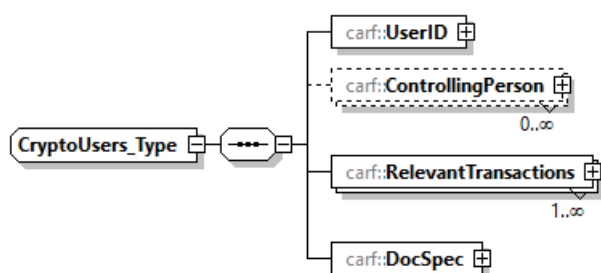 carf::UserID
carf::ControllingPerson
0..∞
CryptoUsers_Type
carf::RelevantTransactions
1..∞
carf::DocSpec